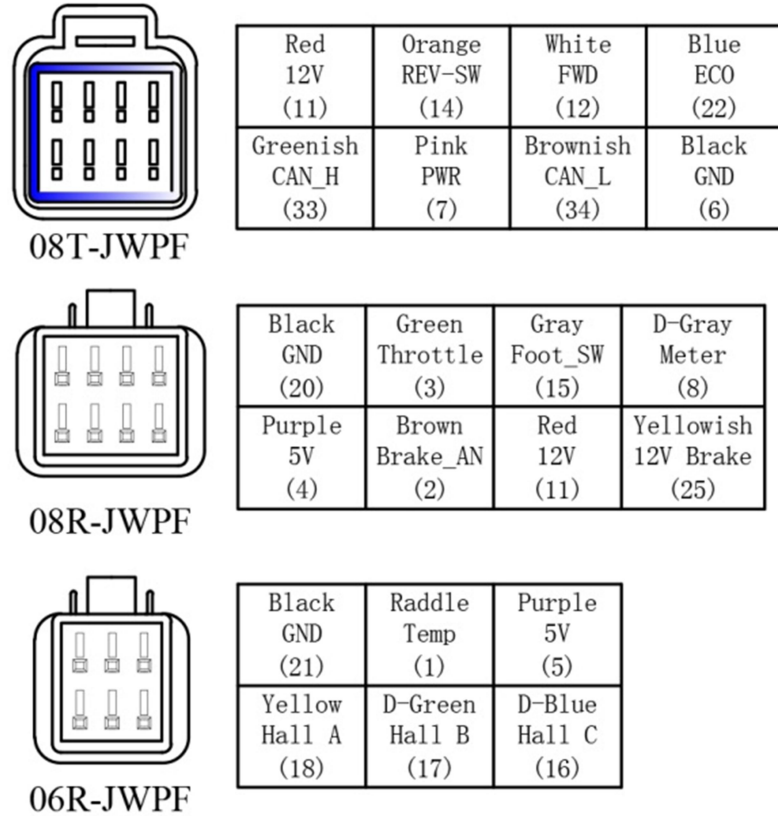 Red Orange White Blue
12V REV-SW FWD ECO
(11) (14) (12) (22)
Greenish Pink Brownish Black
CAN_H PWR CAN_L GND
(33) (7) (34) (6)
08T-JWPF
Black Green Gray D-Gray
GND Throttle Foot_SW Meter
(20) (3) (15) (8)
Purple Brown Red Yellowish
5V Brake_AN 12V 12V Brake
(4) (2) (11) (25)
08R-JWPF
Black Raddle Purple
GND Temp 5V
(21) (1) (5)
Yellow D-Green D-Blue
Hall A Hall B Hall C
(18) (17) (16)
06R-JWPF